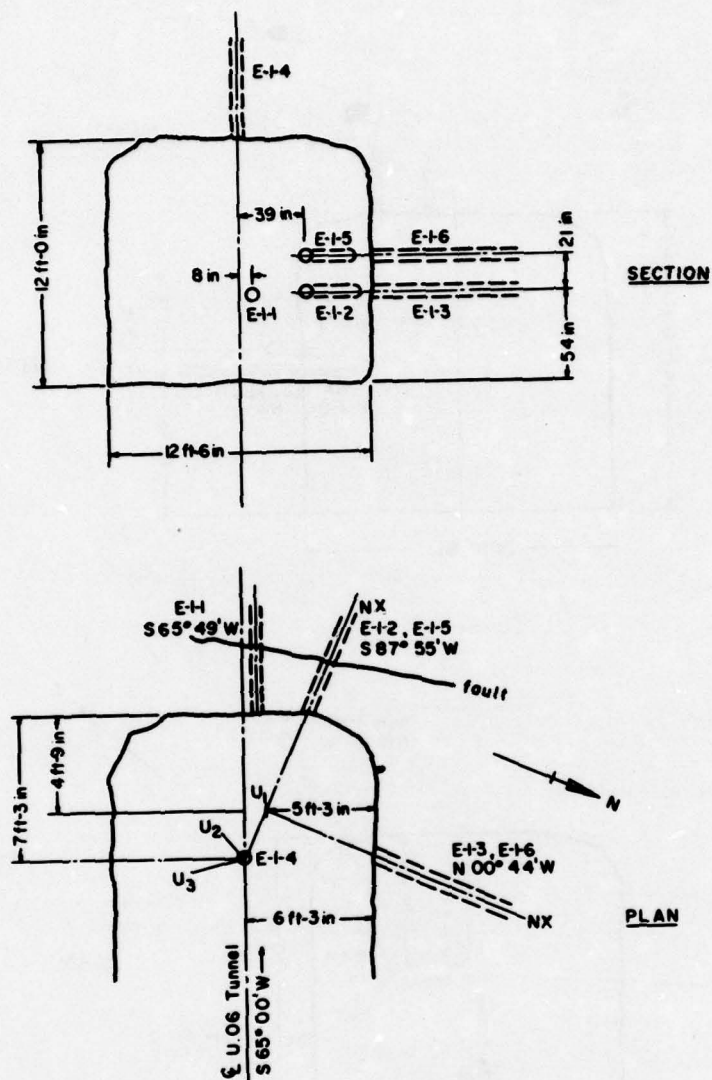 E-1-4
39 in
E-1-5
E-1-6
21 in
8 in
E-1-1
E-1-2
E-1-3
54 in
12 ft-0 in
12 ft-6 in
SECTION
E-1-1
S 65° 49' W
NX
E-1-2, E-1-5
S 87° 55' W
fault
4 ft-9 in
7 ft-3 in
U1
5 ft-3 in
N
U2
E-1-4
U3
E-1-3, E-1-6
N 00° 44' W
NX
6 ft-3 in
PLAN
℄ U.06 Tunnel
S 65° 00' W →